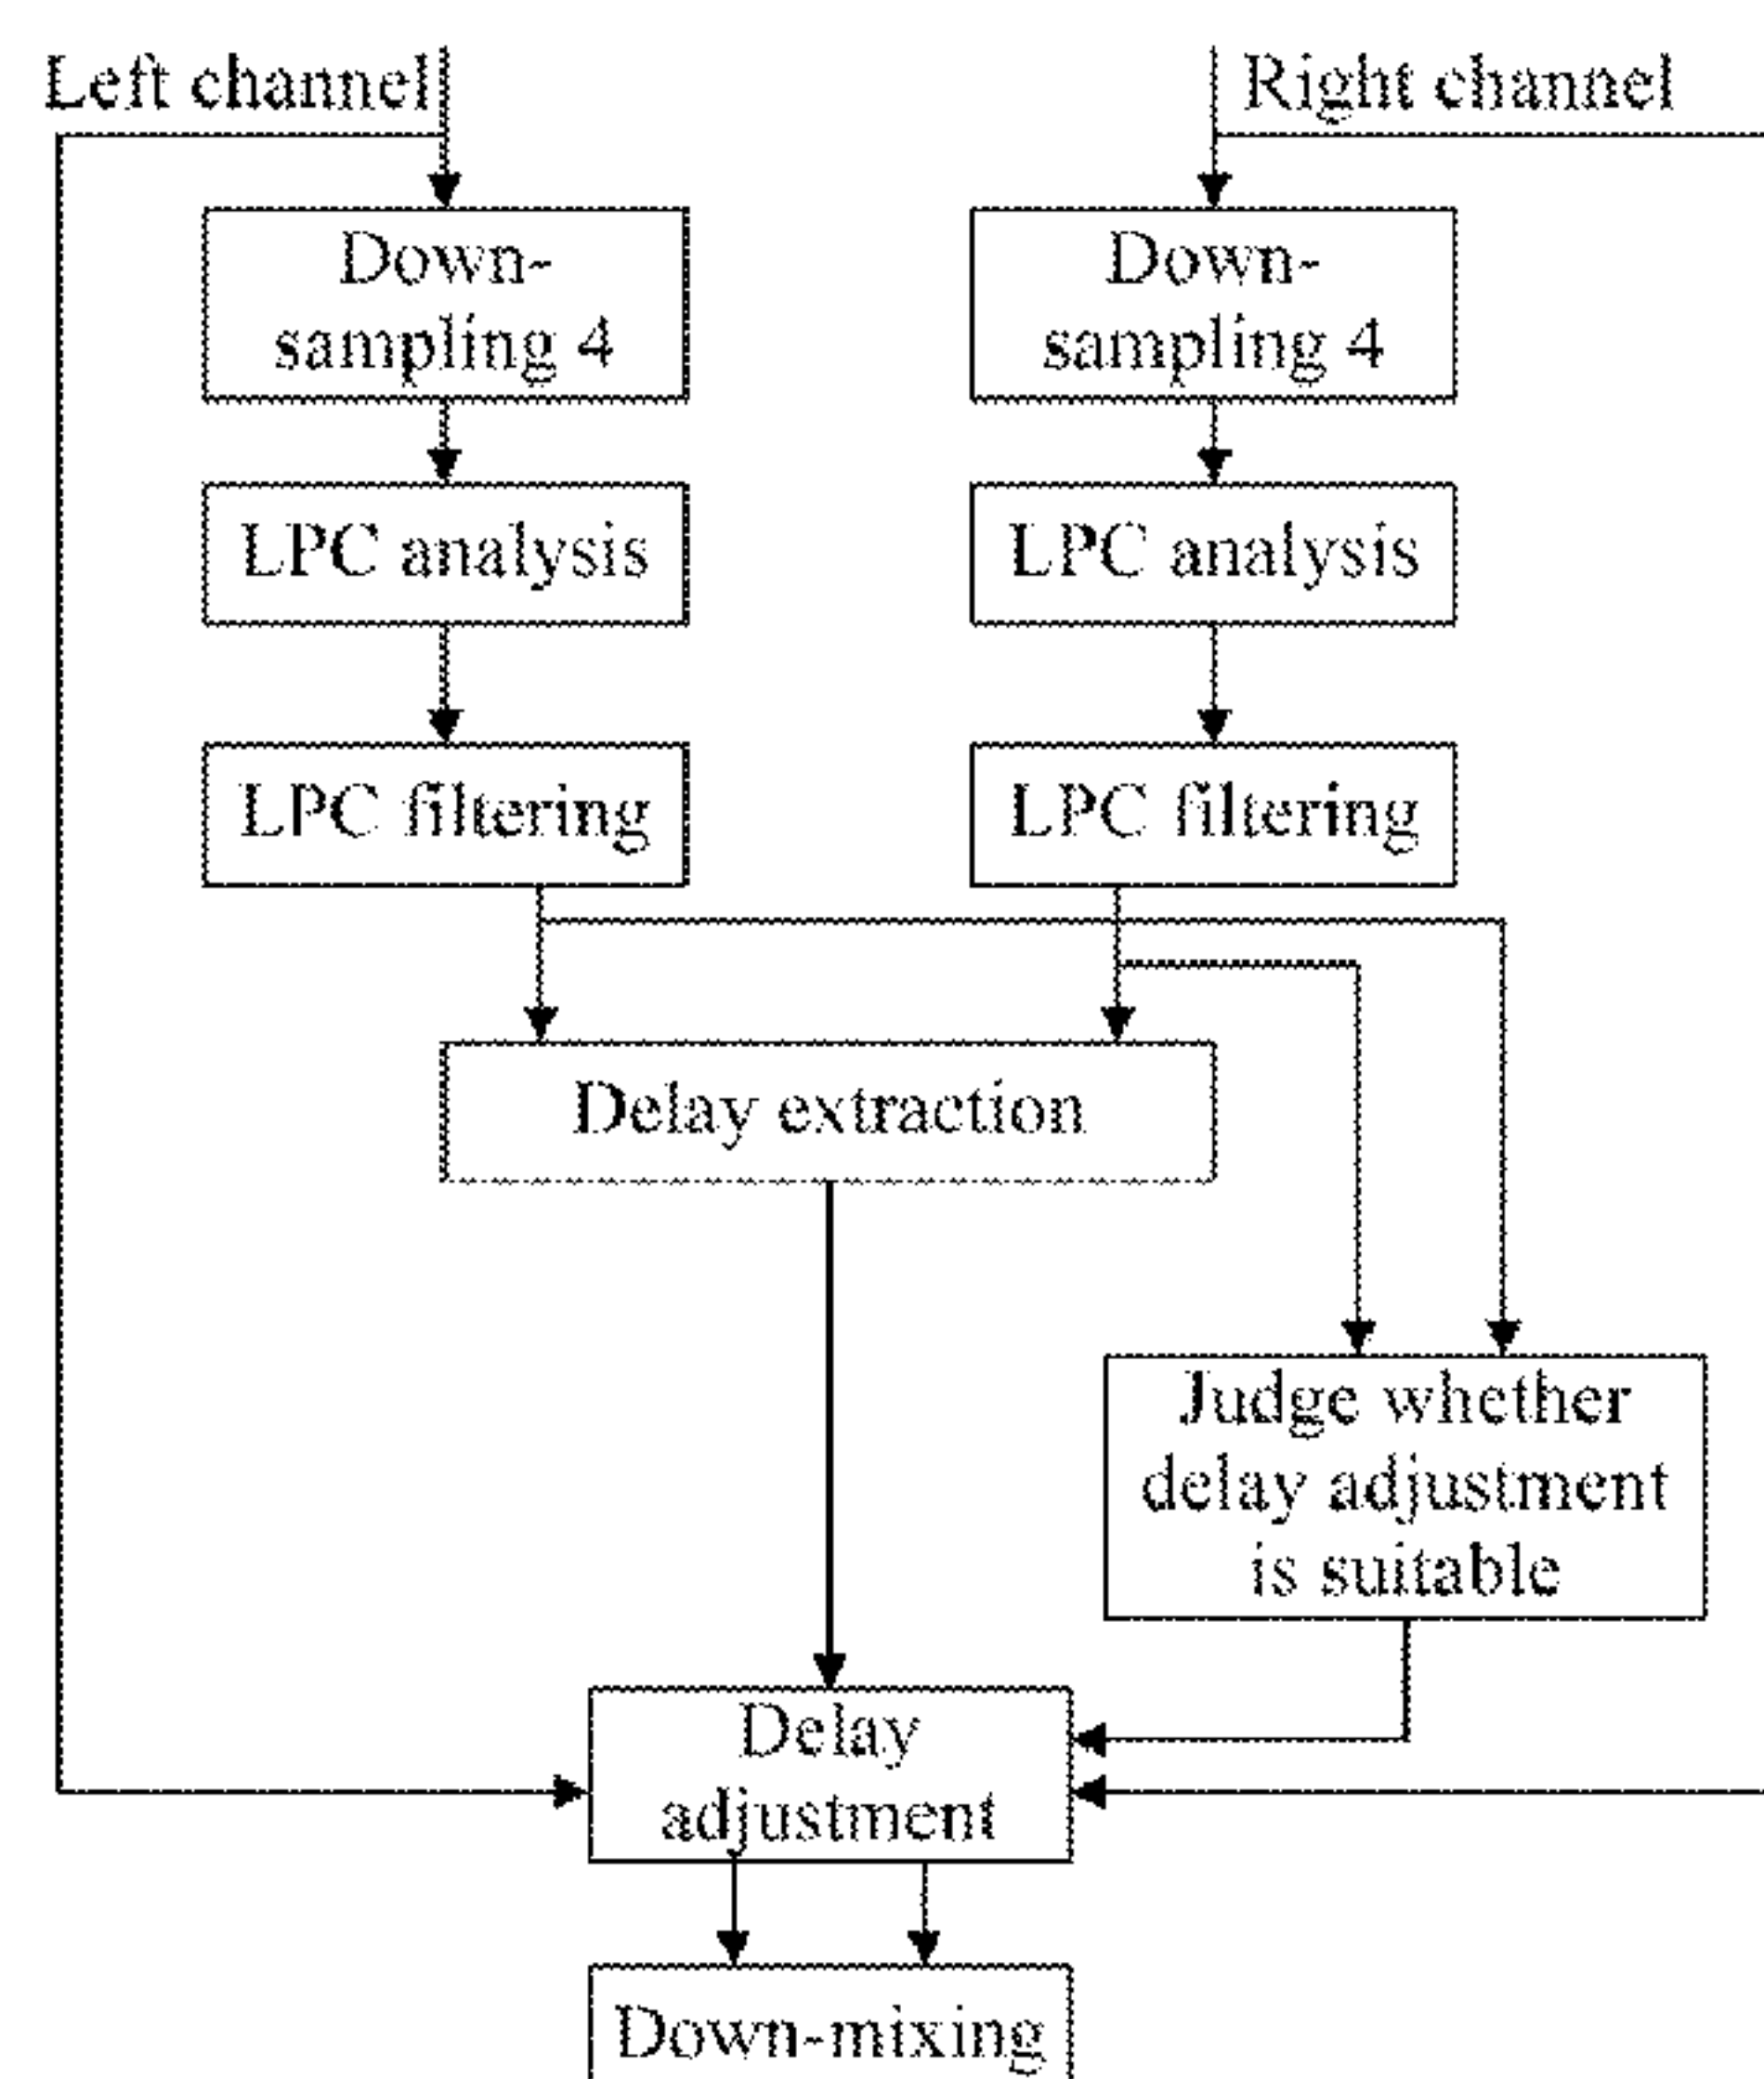 Left channel
Right channel
Down-
sampling 4
Down-
sampling 4
LPC analysis
LPC analysis
LPC filtering
LPC filtering
Delay extraction
Judge whether
delay adjustment
is suitable
Delay
adjustment
Down-mixing